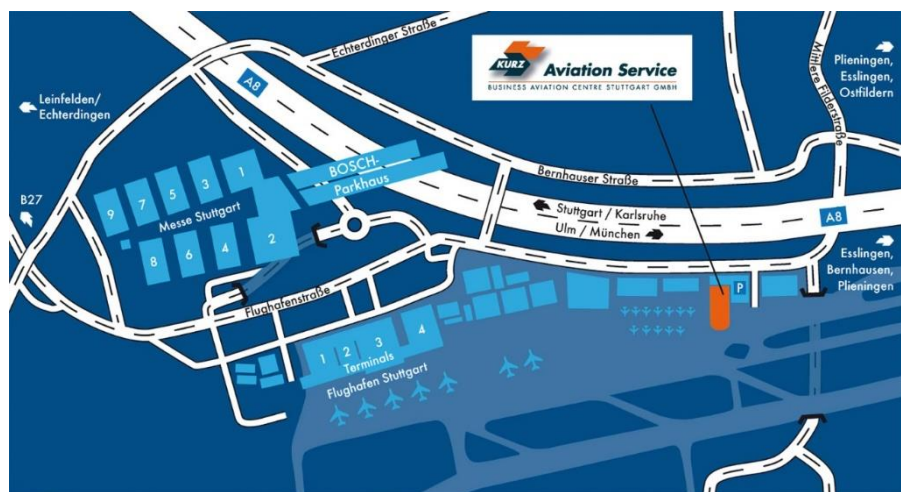 Echterdinger Straße
A8
KURZ
Aviation Service
BUSINESS AVIATION CENTRE STUTTGART GMBH
Mittlere Filderstraße
Plieningen,
Esslingen,
Ostfildern
Leinfelden/
Echterdingen
B27
9
7
5
3
1
Messe Stuttgart
8
6
4
2
BOSCH-
Parkhaus
Bernhauser Straße
Stuttgart / Karlsruhe
Ulm / München
A8
Esslingen,
Bernhausen,
Plieningen
Flughafenstraße
P
1
2
3
4
Terminals
Flughafen Stuttgart